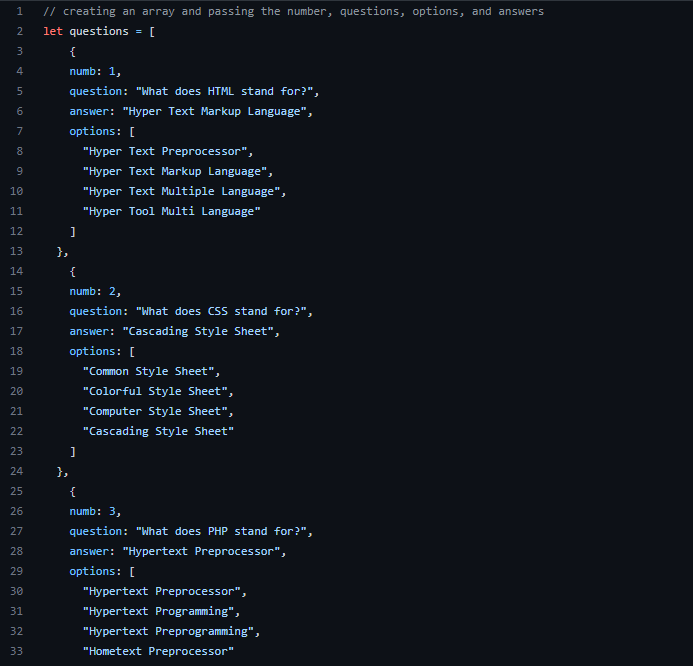 1 // creating an array and passing the number, questions, options, and answers
2 let questions = [
3 {
4 numb: 1,
5 question: "What does HTML stand for?",
6 answer: "Hyper Text Markup Language",
7 options: [
8 "Hyper Text Preprocessor",
9 "Hyper Text Markup Language",
10 "Hyper Text Multiple Language",
11 "Hyper Tool Multi Language"
12 ]
13 },
14 {
15 numb: 2,
16 question: "What does CSS stand for?",
17 answer: "Cascading Style Sheet",
18 options: [
19 "Common Style Sheet",
20 "Colorful Style Sheet",
21 "Computer Style Sheet",
22 "Cascading Style Sheet"
23 ]
24 },
25 {
26 numb: 3,
27 question: "What does PHP stand for?",
28 answer: "Hypertext Preprocessor",
29 options: [
30 "Hypertext Preprocessor",
31 "Hypertext Programming",
32 "Hypertext Preprogramming",
33 "Hometext Preprocessor"